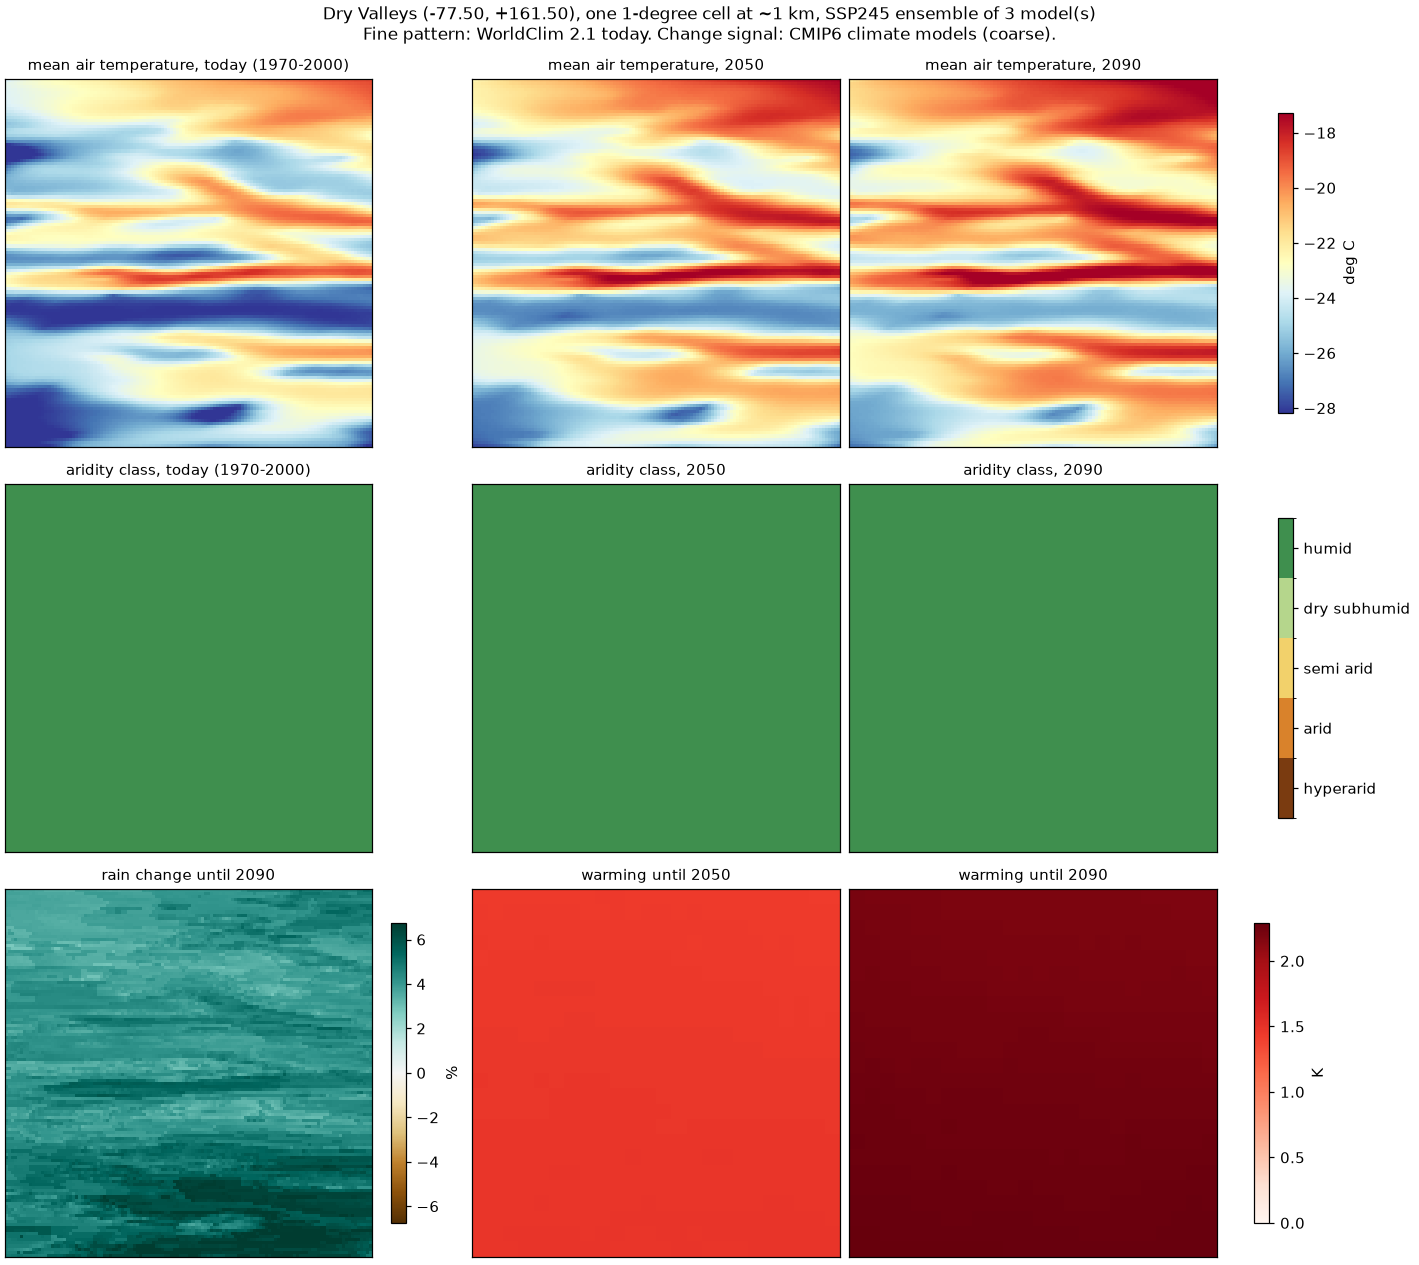 Dry Valleys (-77.50, +161.50), one 1-degree cell at ~1 km, SSP245 ensemble of 3 model(s)
Fine pattern: WorldClim 2.1 today. Change signal: CMIP6 climate models (coarse).
mean air temperature, today (1970-2000)
mean air temperature, 2050
mean air temperature, 2090
−18
−20
−22
−24
−26
−28
deg C
aridity class, today (1970-2000)
aridity class, 2050
aridity class, 2090
humid
dry subhumid
semi arid
arid
hyperarid
rain change until 2090
6
4
2
0
−2
−4
−6
%
warming until 2050
warming until 2090
2.0
1.5
1.0
0.5
0.0
K